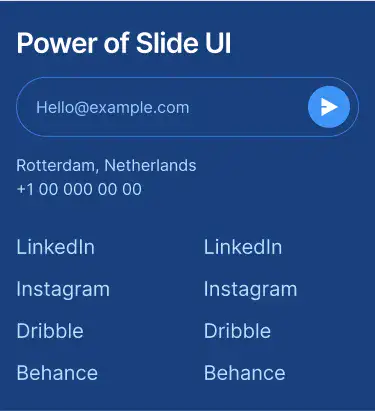 Power of Slide UI
Hello@example.com
Rotterdam, Netherlands
+1 00 000 00 00
LinkedIn LinkedIn
Instagram Instagram
Dribble Dribble
Behance Behance